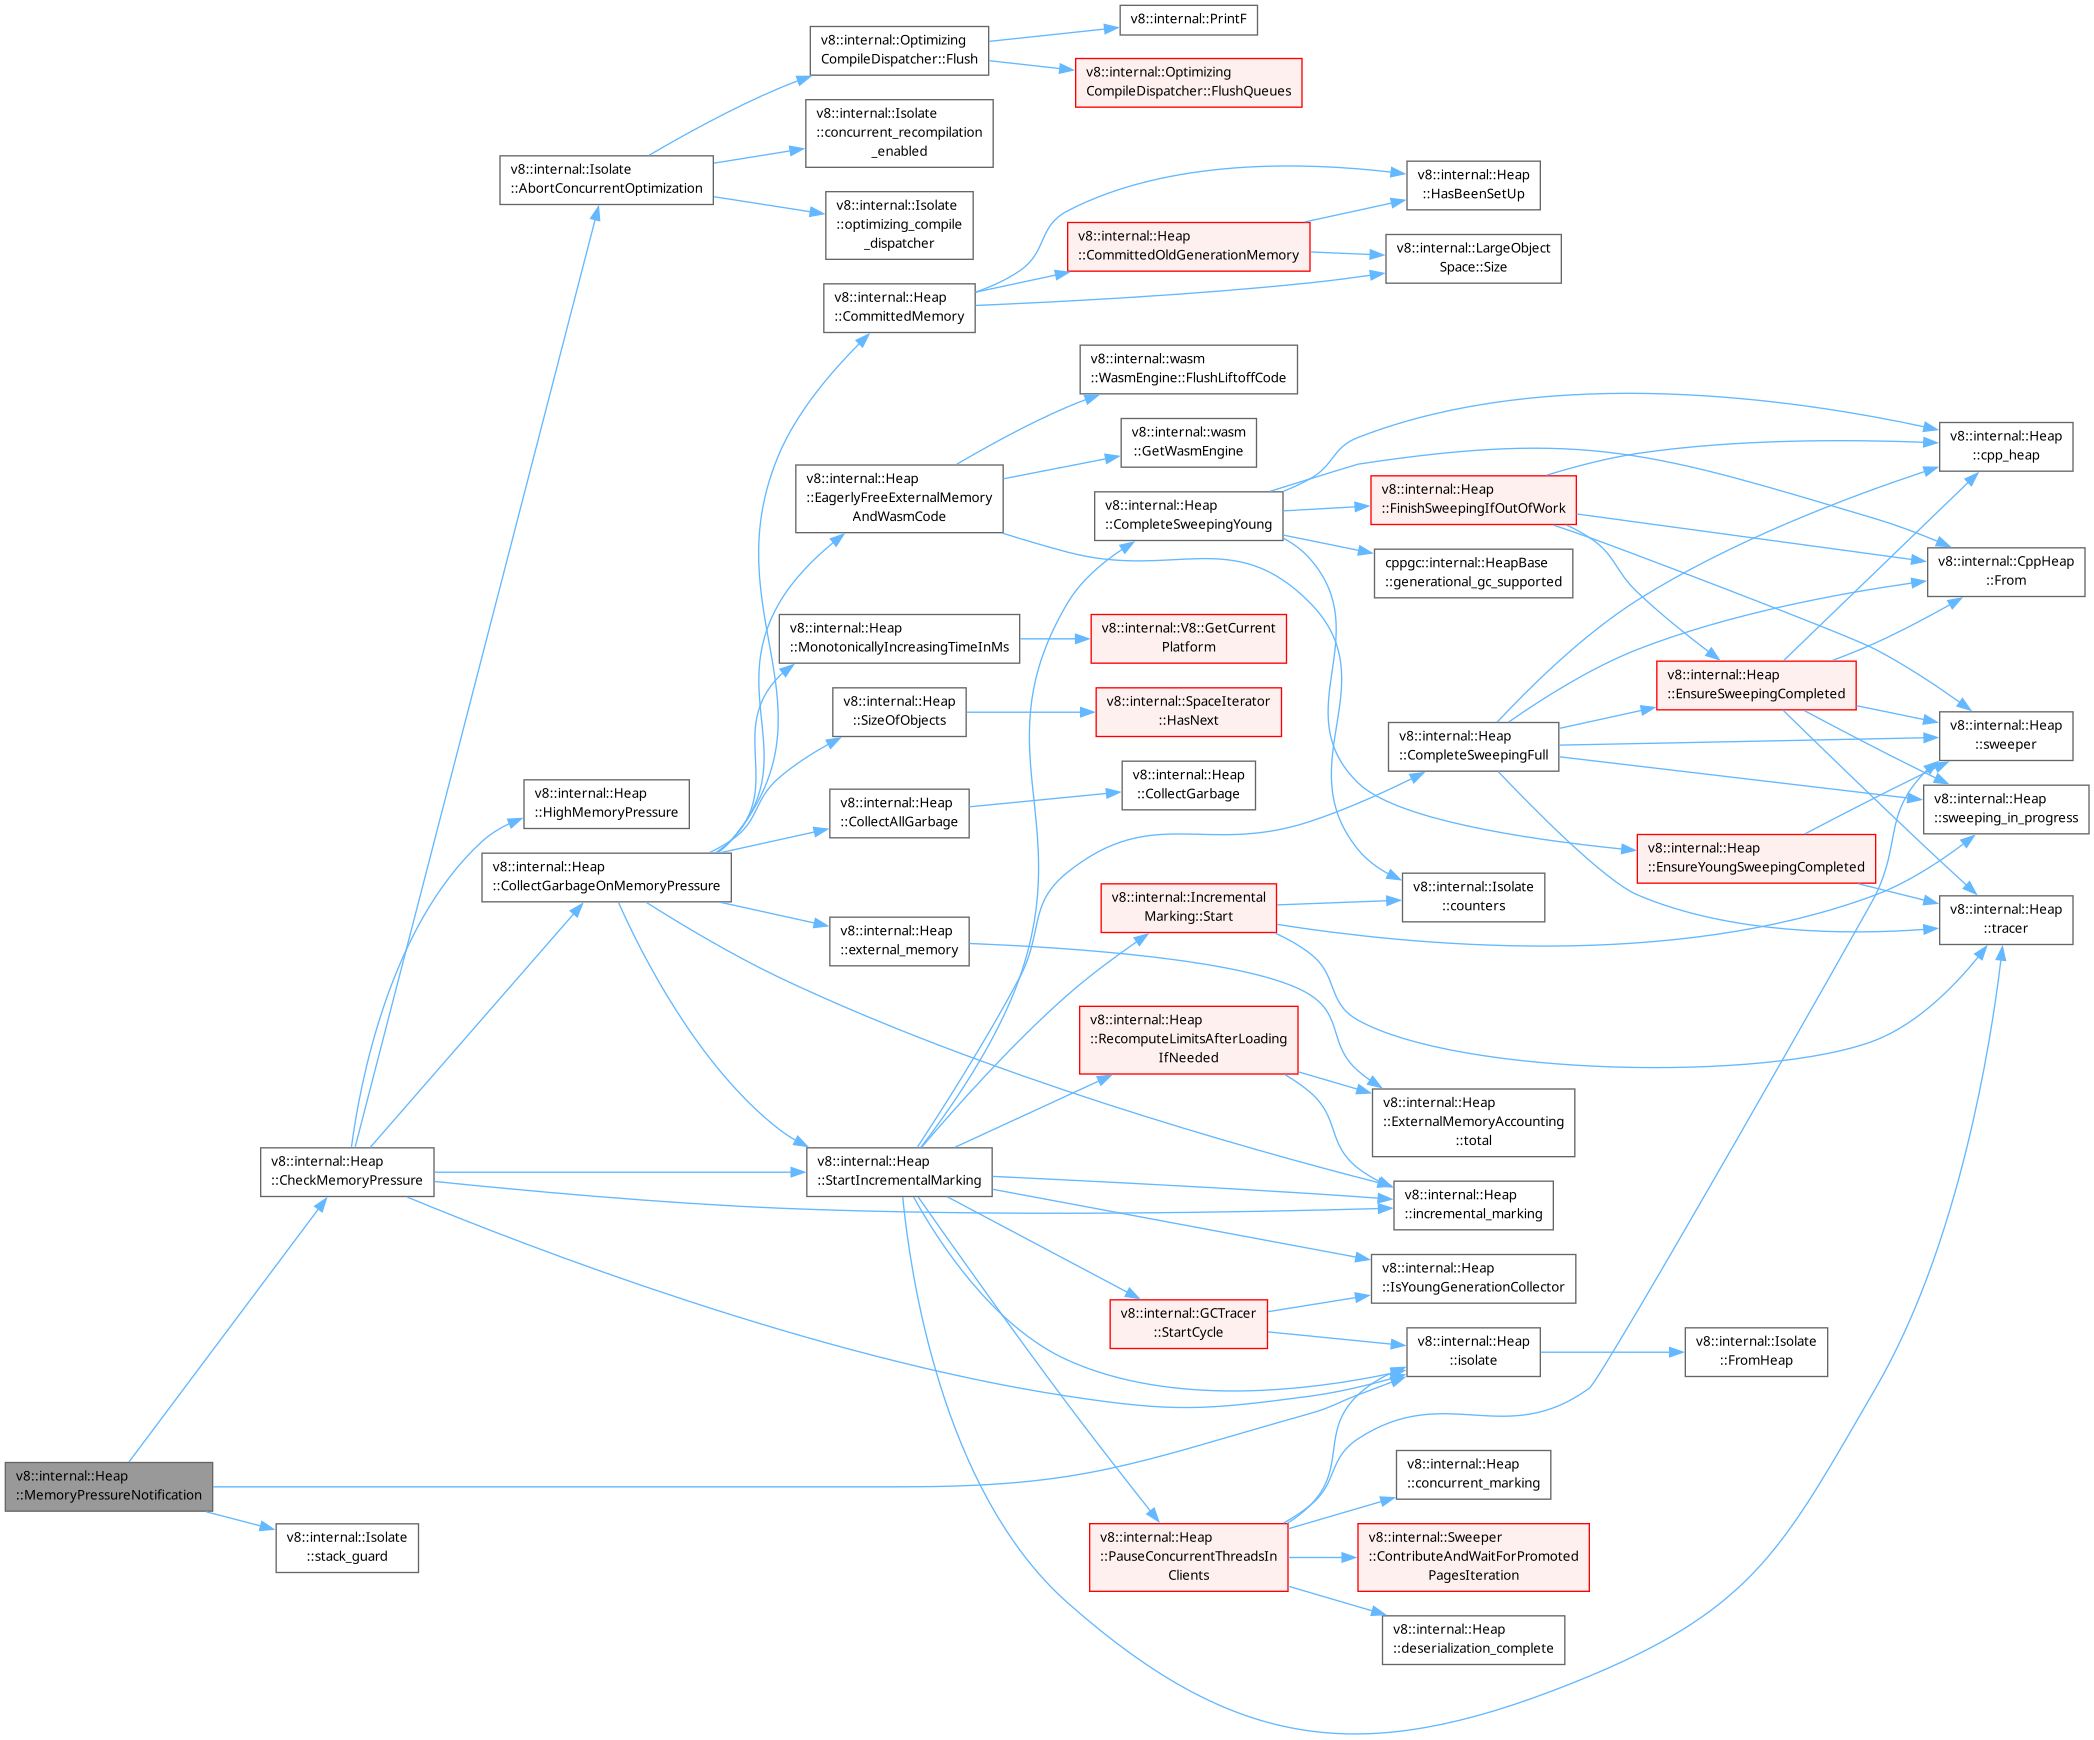 v8::internal::PrintF
v8::internal::Optimizing
CompileDispatcher::Flush
v8::internal::Optimizing
CompileDispatcher::FlushQueues
v8::internal::Isolate
::concurrent_recompilation
_enabled
v8::internal::Isolate
::AbortConcurrentOptimization
v8::internal::Heap
::HasBeenSetUp
v8::internal::Isolate
::optimizing_compile
_dispatcher
v8::internal::Heap
::CommittedOldGenerationMemory
v8::internal::LargeObject
Space::Size
v8::internal::Heap
::CommittedMemory
v8::internal::wasm
::WasmEngine::FlushLiftoffCode
v8::internal::wasm
::GetWasmEngine
v8::internal::Heap
::cpp_heap
v8::internal::Heap
::EagerlyFreeExternalMemory
AndWasmCode
v8::internal::Heap
::CompleteSweepingYoung
v8::internal::Heap
::FinishSweepingIfOutOfWork
cppgc::internal::HeapBase
::generational_gc_supported
v8::internal::CppHeap
::From
v8::internal::Heap
::MonotonicallyIncreasingTimeInMs
v8::internal::V8::GetCurrent
Platform
v8::internal::Heap
::EnsureSweepingCompleted
v8::internal::Heap
::SizeOfObjects
v8::internal::SpaceIterator
::HasNext
v8::internal::Heap
::CompleteSweepingFull
v8::internal::Heap
::sweeper
v8::internal::Heap
::HighMemoryPressure
v8::internal::Heap
::CollectAllGarbage
v8::internal::Heap
::CollectGarbage
v8::internal::Heap
::sweeping_in_progress
v8::internal::Heap
::CollectGarbageOnMemoryPressure
v8::internal::Heap
::EnsureYoungSweepingCompleted
v8::internal::Heap
::external_memory
v8::internal::Incremental
Marking::Start
v8::internal::Isolate
::counters
v8::internal::Heap
::tracer
v8::internal::Heap
::RecomputeLimitsAfterLoading
IfNeeded
v8::internal::Heap
::ExternalMemoryAccounting
::total
v8::internal::Heap
::CheckMemoryPressure
v8::internal::Heap
::StartIncrementalMarking
v8::internal::Heap
::incremental_marking
v8::internal::Heap
::IsYoungGenerationCollector
v8::internal::GCTracer
::StartCycle
v8::internal::Heap
::isolate
v8::internal::Isolate
::FromHeap
v8::internal::Heap
::MemoryPressureNotification
v8::internal::Heap
::concurrent_marking
v8::internal::Isolate
::stack_guard
v8::internal::Heap
::PauseConcurrentThreadsIn
Clients
v8::internal::Sweeper
::ContributeAndWaitForPromoted
PagesIteration
v8::internal::Heap
::deserialization_complete